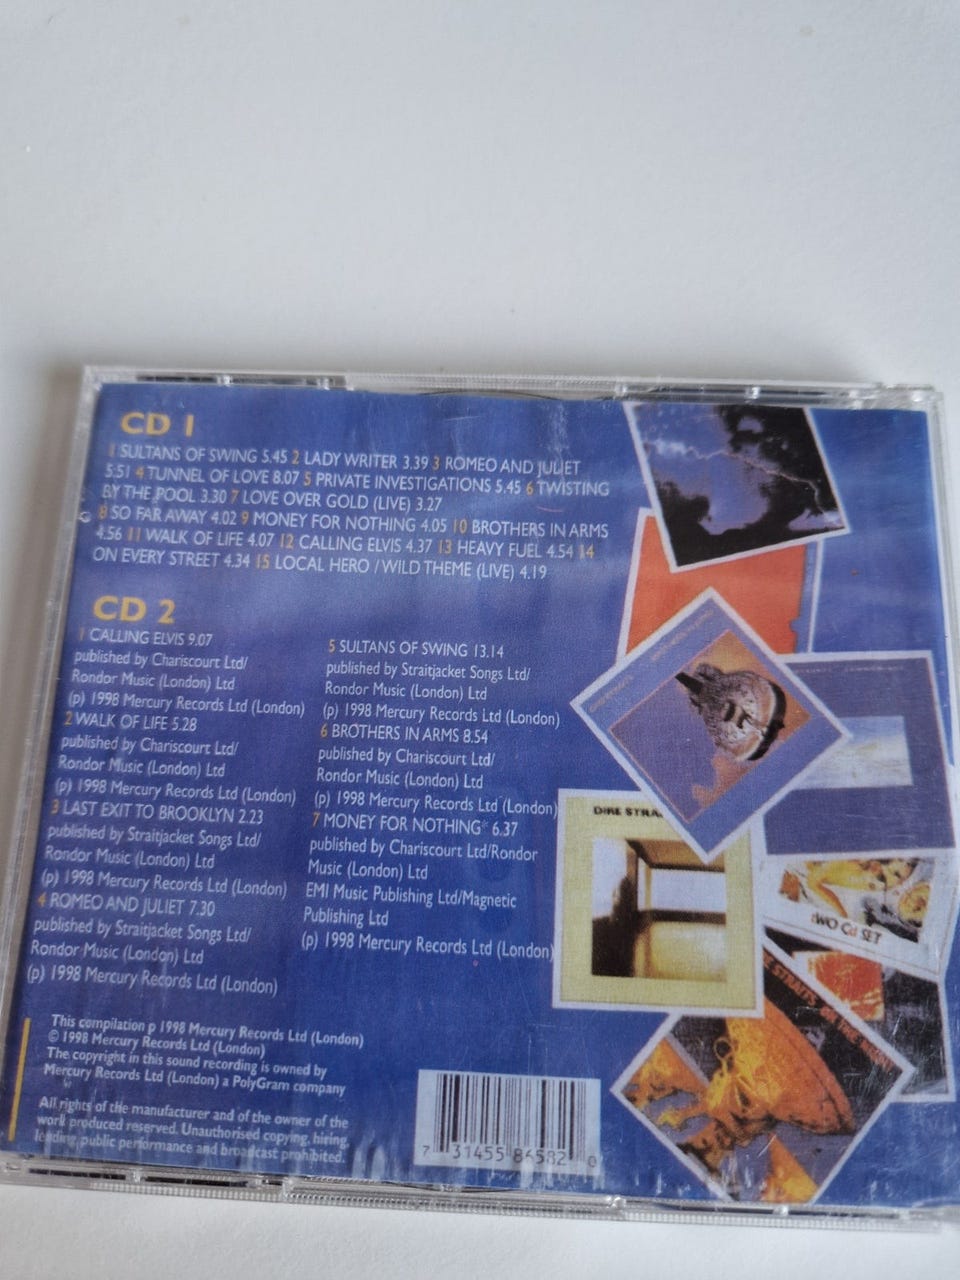 CD 1
1 SULTANS OF SWING 5.45 2 LADY WRITER 3.39 3 ROMEO AND JULIET
5:51 4 TUNNEL OF LOVE 8.07 5 PRIVATE INVESTIGATIONS 5.45 6 TWISTING
BY THE POOL 3.30 7 LOVE OVER GOLD (LIVE) 3.27
8 SO FAR AWAY 4.02 9 MONEY FOR NOTHING 4.05 10 BROTHERS IN ARMS
4.56 11 WALK OF LIFE 4.07 12 CALLING ELVIS 4.37 13 HEAVY FUEL 4.54 14
ON EVERY STREET 4.34 15 LOCAL HERO / WILD THEME (LIVE) 4.19
CD 2
1 CALLING ELVIS 9.07
published by Chariscourt Ltd/
Rondor Music (London) Ltd
(p) 1998 Mercury Records Ltd (London)
2 WALK OF LIFE 5.28
published by Chariscourt Ltd/
Rondor Music (London) Ltd
(p) 1998 Mercury Records Ltd (London)
3 LAST EXIT TO BROOKLYN 2.23
published by Straitjacket Songs Ltd/
Rondor Music (London) Ltd
(p) 1998 Mercury Records Ltd (London)
4 ROMEO AND JULIET 7.30
published by Straitjacket Songs Ltd/
Rondor Music (London) Ltd
(p) 1998 Mercury Records Ltd (London)
5 SULTANS OF SWING 13.14
published by Straitjacket Songs Ltd/
Rondor Music (London) Ltd
(p) 1998 Mercury Records Ltd (London)
6 BROTHERS IN ARMS 8.54
published by Chariscourt Ltd/
Rondor Music (London) Ltd
(p) 1998 Mercury Records Ltd (London)
7 MONEY FOR NOTHING* 6.37
published by Chariscourt Ltd/Rondor
Music (London) Ltd
EMI Music Publishing Ltd/Magnetic
Publishing Ltd
(p) 1998 Mercury Records Ltd (London)
This compilation p 1998 Mercury Records Ltd (London)
© 1998 Mercury Records Ltd (London)
The copyright in this sound recording is owned by
Mercury Records Ltd (London) a PolyGram company
All rights of the manufacturer and of the owner of the
work produced reserved. Unauthorised copying, hiring,
lending, public performance and broadcast prohibited.
7 31455 86582 0
DIRE STRA
TWO Cd SET
STRAITS